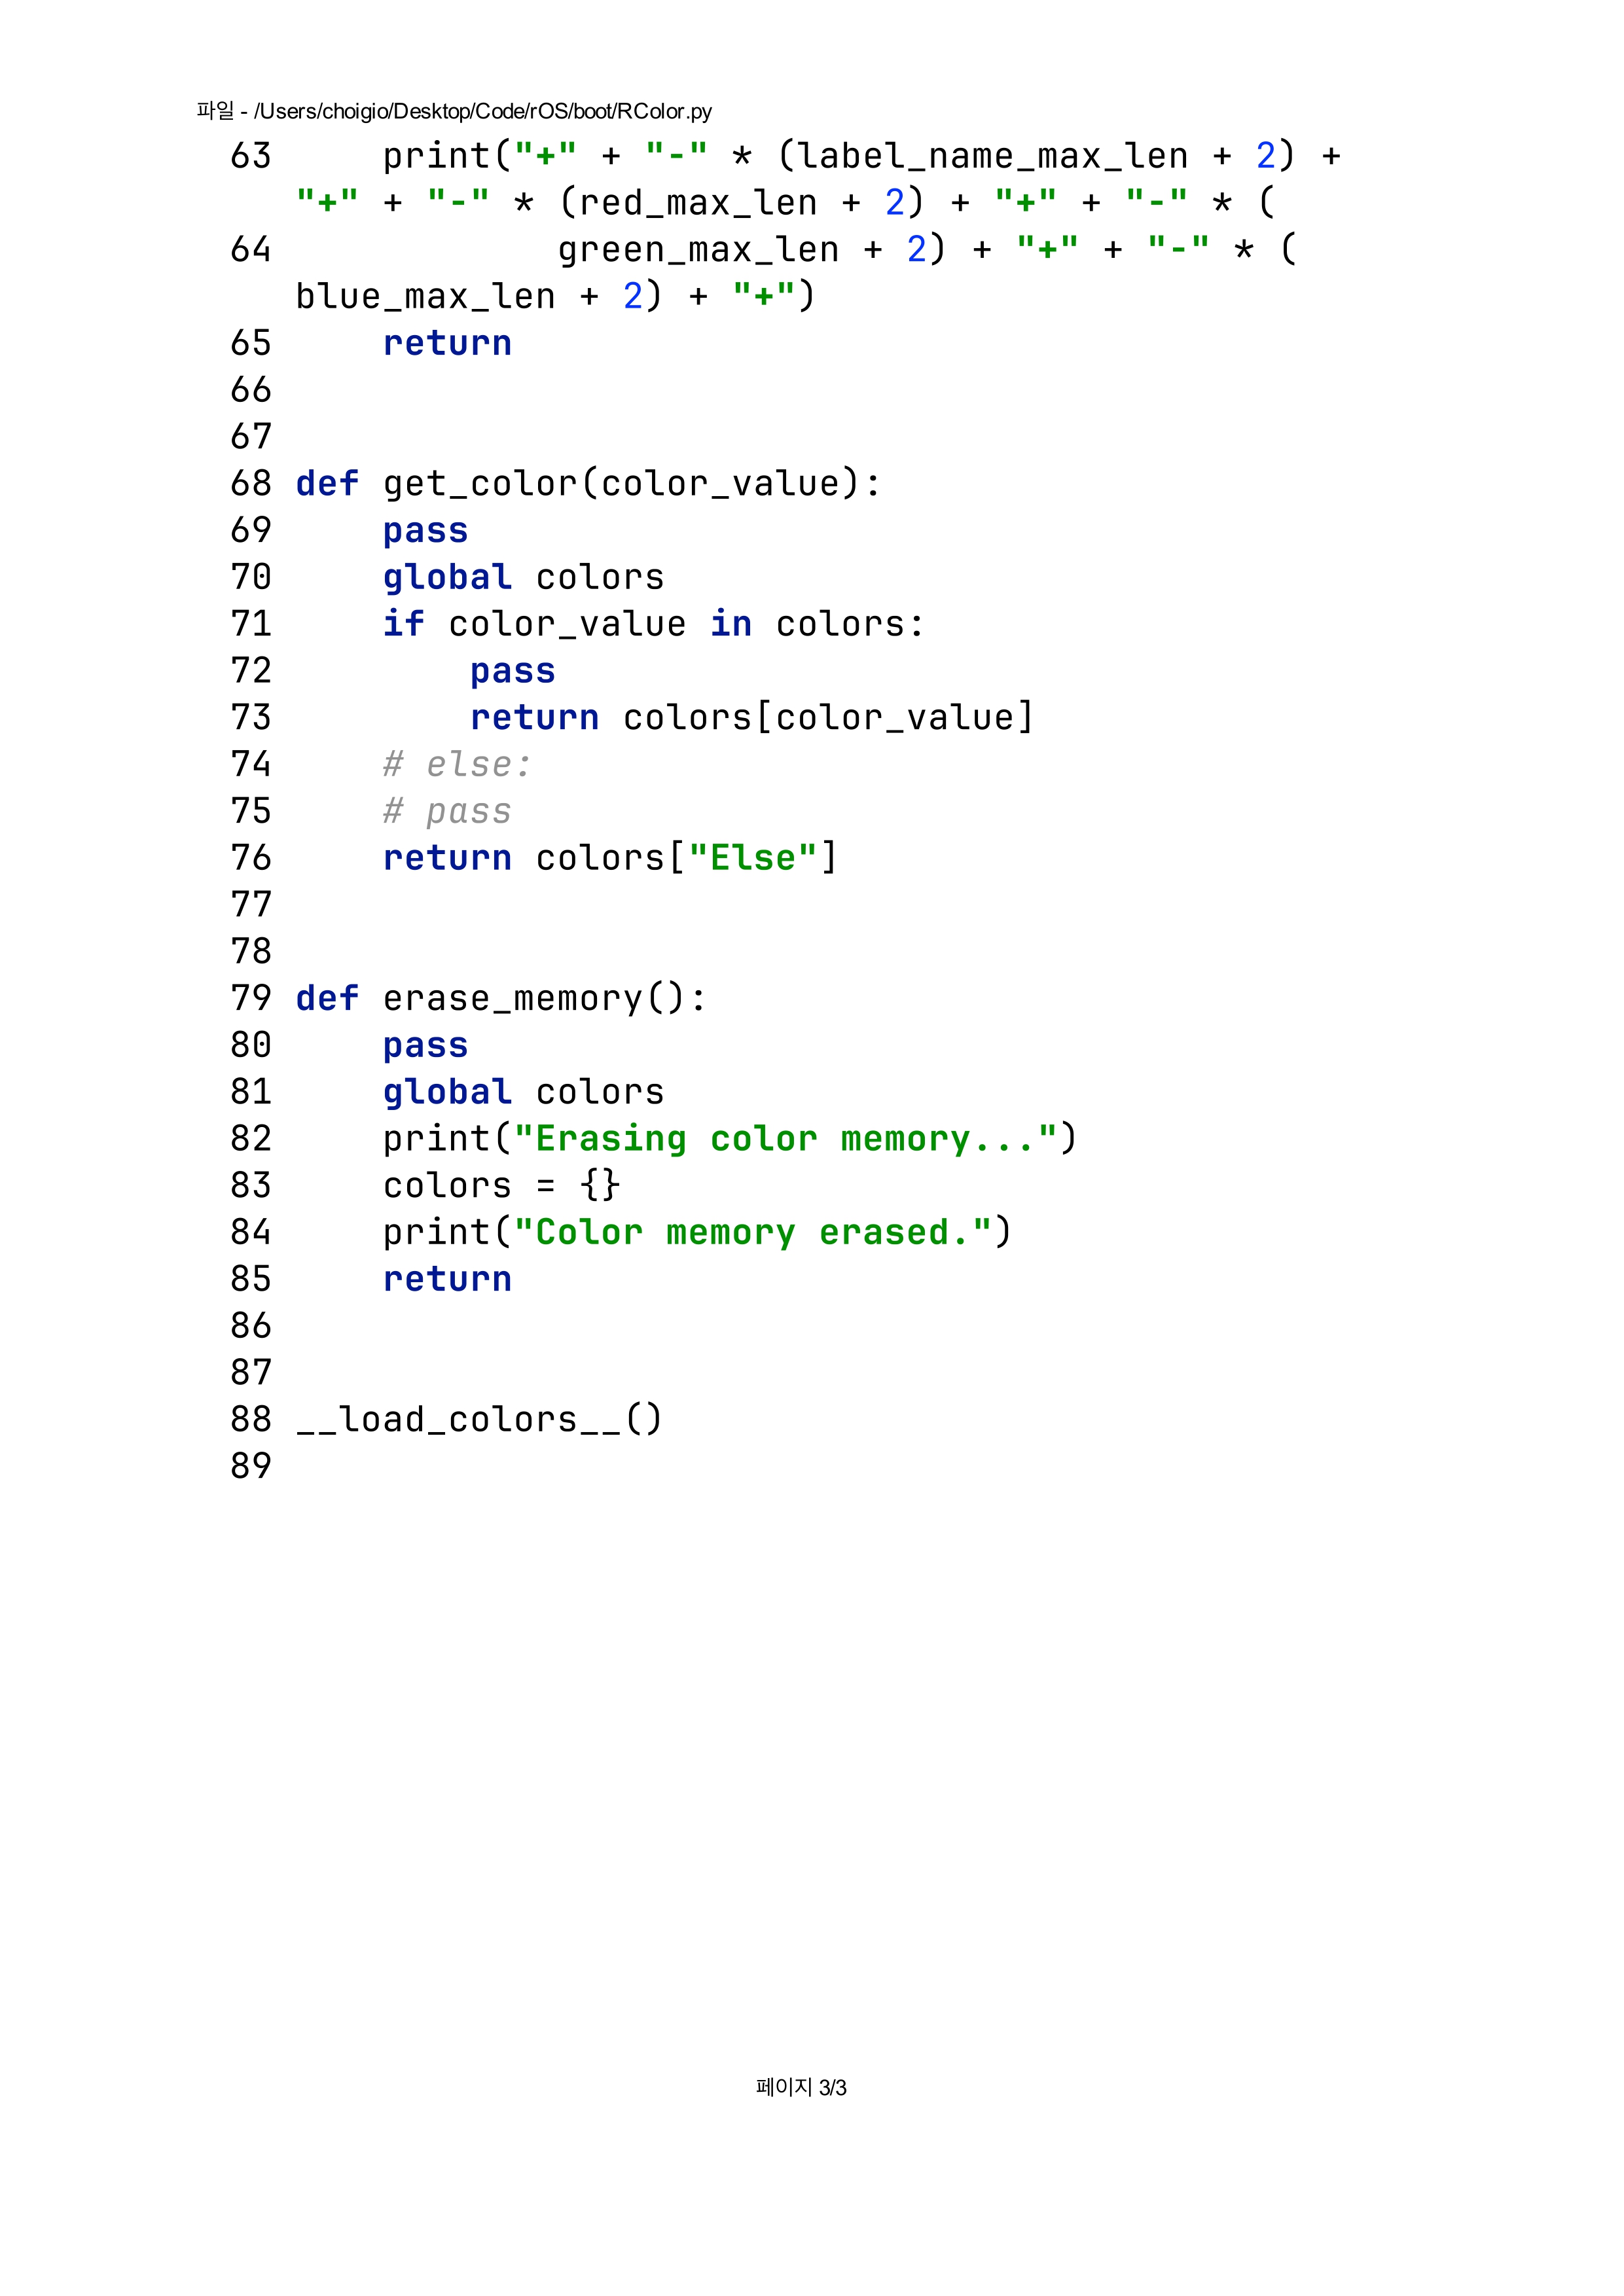 파일 - /Users/choigio/Desktop/Code/rOS/boot/RColor.py
63     print("+" + "-" * (label_name_max_len + 2) +
"+" + "-" * (red_max_len + 2) + "+" + "-" * (
64             green_max_len + 2) + "+" + "-" * (
blue_max_len + 2) + "+")
65     return
66
67
68 def get_color(color_value):
69     pass
70     global colors
71     if color_value in colors:
72         pass
73         return colors[color_value]
74     # else:
75     # pass
76     return colors["Else"]
77
78
79 def erase_memory():
80     pass
81     global colors
82     print("Erasing color memory...")
83     colors = {}
84     print("Color memory erased.")
85     return
86
87
88 __load_colors__()
89
페이지 3/3